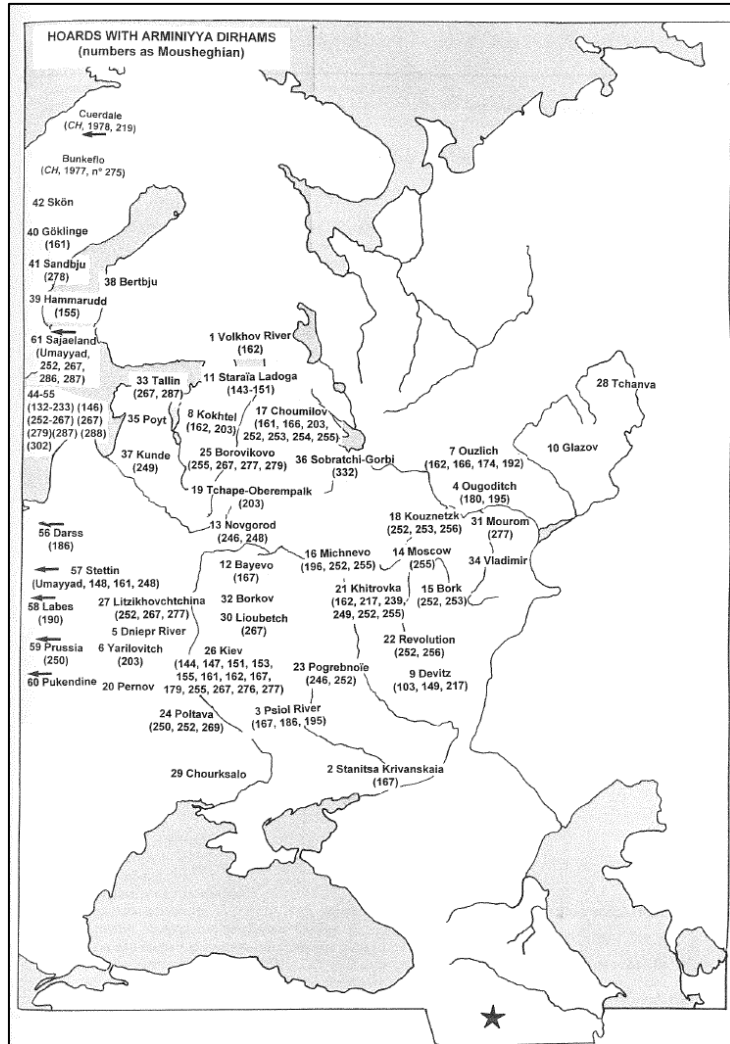 HOARDS WITH ARMINIYYA DIRHAMS
(numbers as Mousheghian)
Cuerdale
(CH, 1978, 219)
Bunkeflo
(CH, 1977, n° 275)
42 Skön
40 Göklinge
(161)
41 Sandbju
(278)
38 Bertbju
39 Hammarudd
(155)
61 Sajaeland
(Umayyad,
252, 267,
286, 287)
1 Volkhov River
(162)
33 Tallin
(267, 287)
11 Staraïa Ladoga
(143-151)
28 Tchanva
44-55
(132-233) (146)
(252-267) (267)
(279)(287) (288)
(302)
35 Poyt
8 Kokhtel
(162, 203)
17 Choumilov
(161, 166, 203,
252, 253, 254, 255)
10 Glazov
37 Kunde
(249)
25 Borovikovo
(255, 267, 277, 279)
36 Sobratchi-Gorbi
(332)
7 Ouzlich
(162, 166, 174, 192)
4 Ougoditch
(180, 195)
19 Tchape-Oberempalk
(203)
13 Novgorod
(246, 248)
18 Kouznetzk
(252, 253, 256)
31 Mourom
(277)
56 Darss
(186)
16 Michnevo
(196, 252, 255)
14 Moscow
(255)
34 Vladimir
57 Stettin
(Umayyad, 148, 161, 248)
12 Bayevo
(167)
21 Khitrovka
(162, 217, 239,
249, 252, 255)
15 Bork
(252, 253)
58 Labes
(190)
27 Litzikhovchtchina
(252, 267, 277)
32 Borkov
30 Lioubetch
(267)
5 Dniepr River
22 Revolution
(252, 256)
59 Prussia
(250)
6 Yarilovitch
(203)
26 Kiev
(144, 147, 151, 153,
155, 161, 162, 167,
179, 255, 267, 276, 277)
23 Pogrebnoïe
(246, 252)
9 Devitz
(103, 149, 217)
60 Pukendine
20 Pernov
24 Poltava
(250, 252, 269)
3 Psiol River
(167, 186, 195)
29 Chourksalo
2 Stanitsa Krivanskaia
(167)